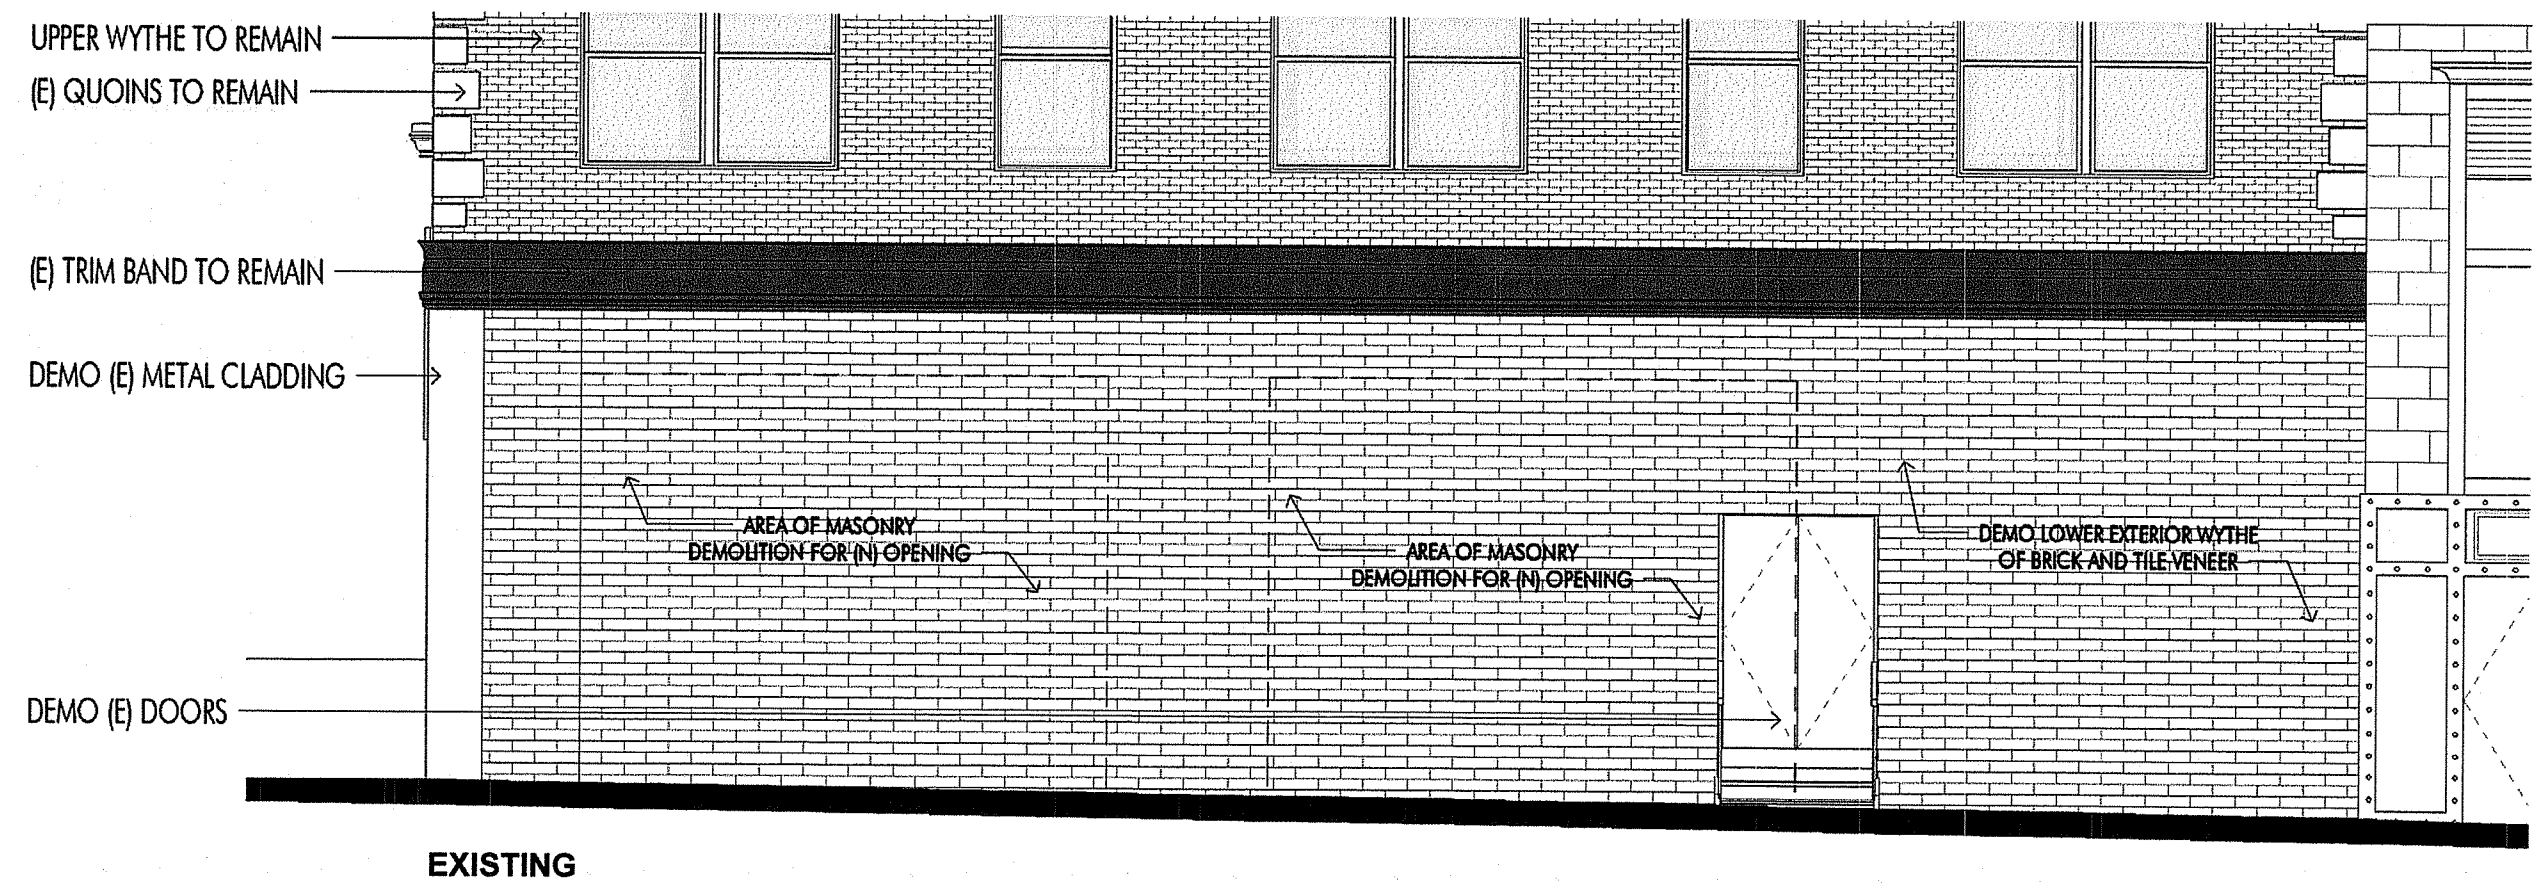 UPPER WYTHE TO REMAIN
(E) QUOINS TO REMAIN
(E) TRIM BAND TO REMAIN
DEMO (E) METAL CLADDING
AREA OF MASONRY
DEMOLITION FOR (N) OPENING
AREA OF MASONRY
DEMOLITION FOR (N) OPENING
DEMO LOWER EXTERIOR WYTHE
OF BRICK AND TILE VENEER
DEMO (E) DOORS
EXISTING